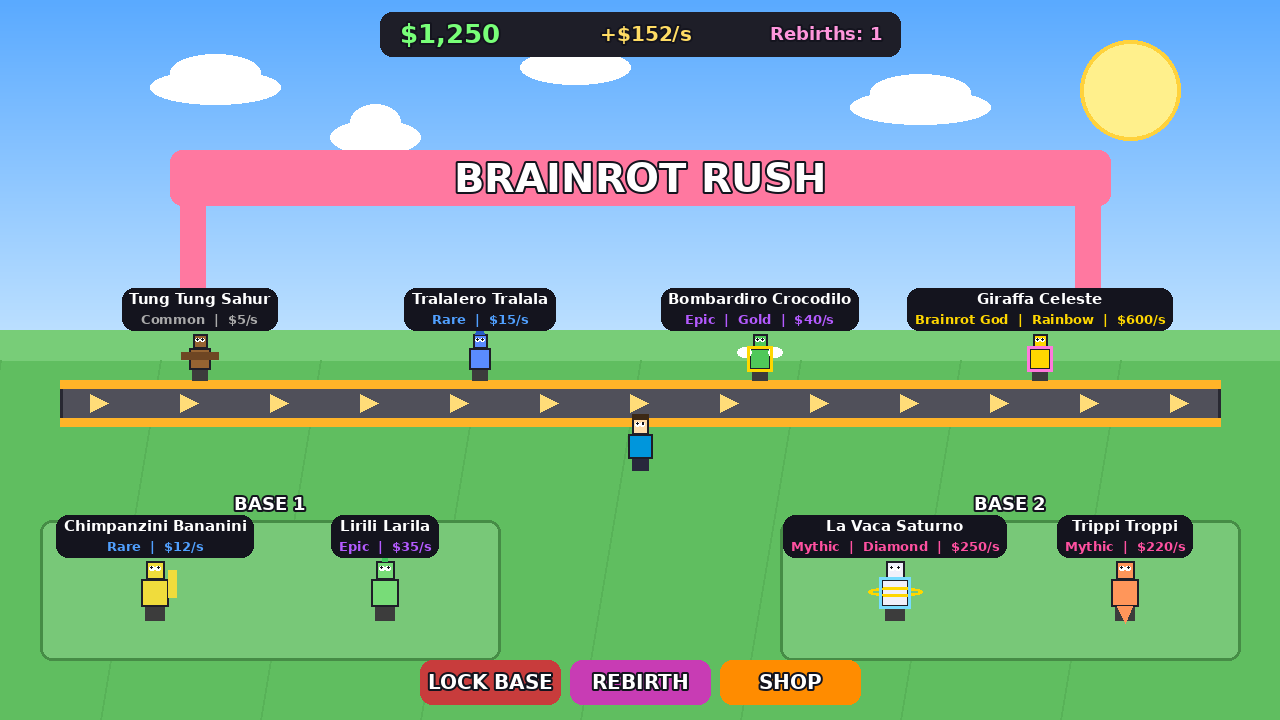 $1,250
+$152/s
Rebirths: 1
BRAINROT RUSH
Tung Tung Sahur
Common | $5/s
Tralalero Tralala
Rare | $15/s
Bombardiro Crocodilo
Epic | Gold | $40/s
Giraffa Celeste
Brainrot God | Rainbow | $600/s
BASE 1
Chimpanzini Bananini
Rare | $12/s
Lirili Larila
Epic | $35/s
BASE 2
La Vaca Saturno
Mythic | Diamond | $250/s
Trippi Troppi
Mythic | $220/s
LOCK BASE
REBIRTH
SHOP